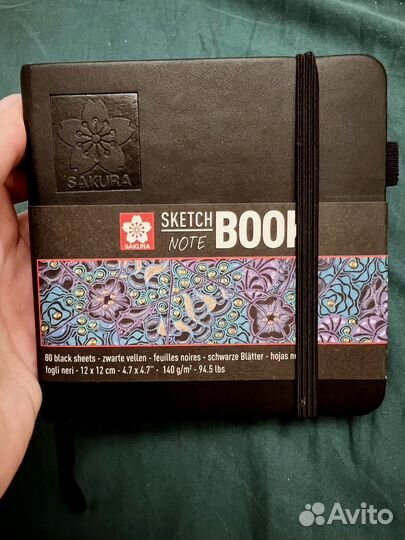 SAKURA
SAKURA
SKETCH
NOTE
BOOK
80 black sheets - zwarte vellen - feuilles noires - schwarze Blätter - hojas
fogli neri - 12 x 12 cm - 4.7 x 4.7" - 140 g/m² - 94.5 lbs
Avito